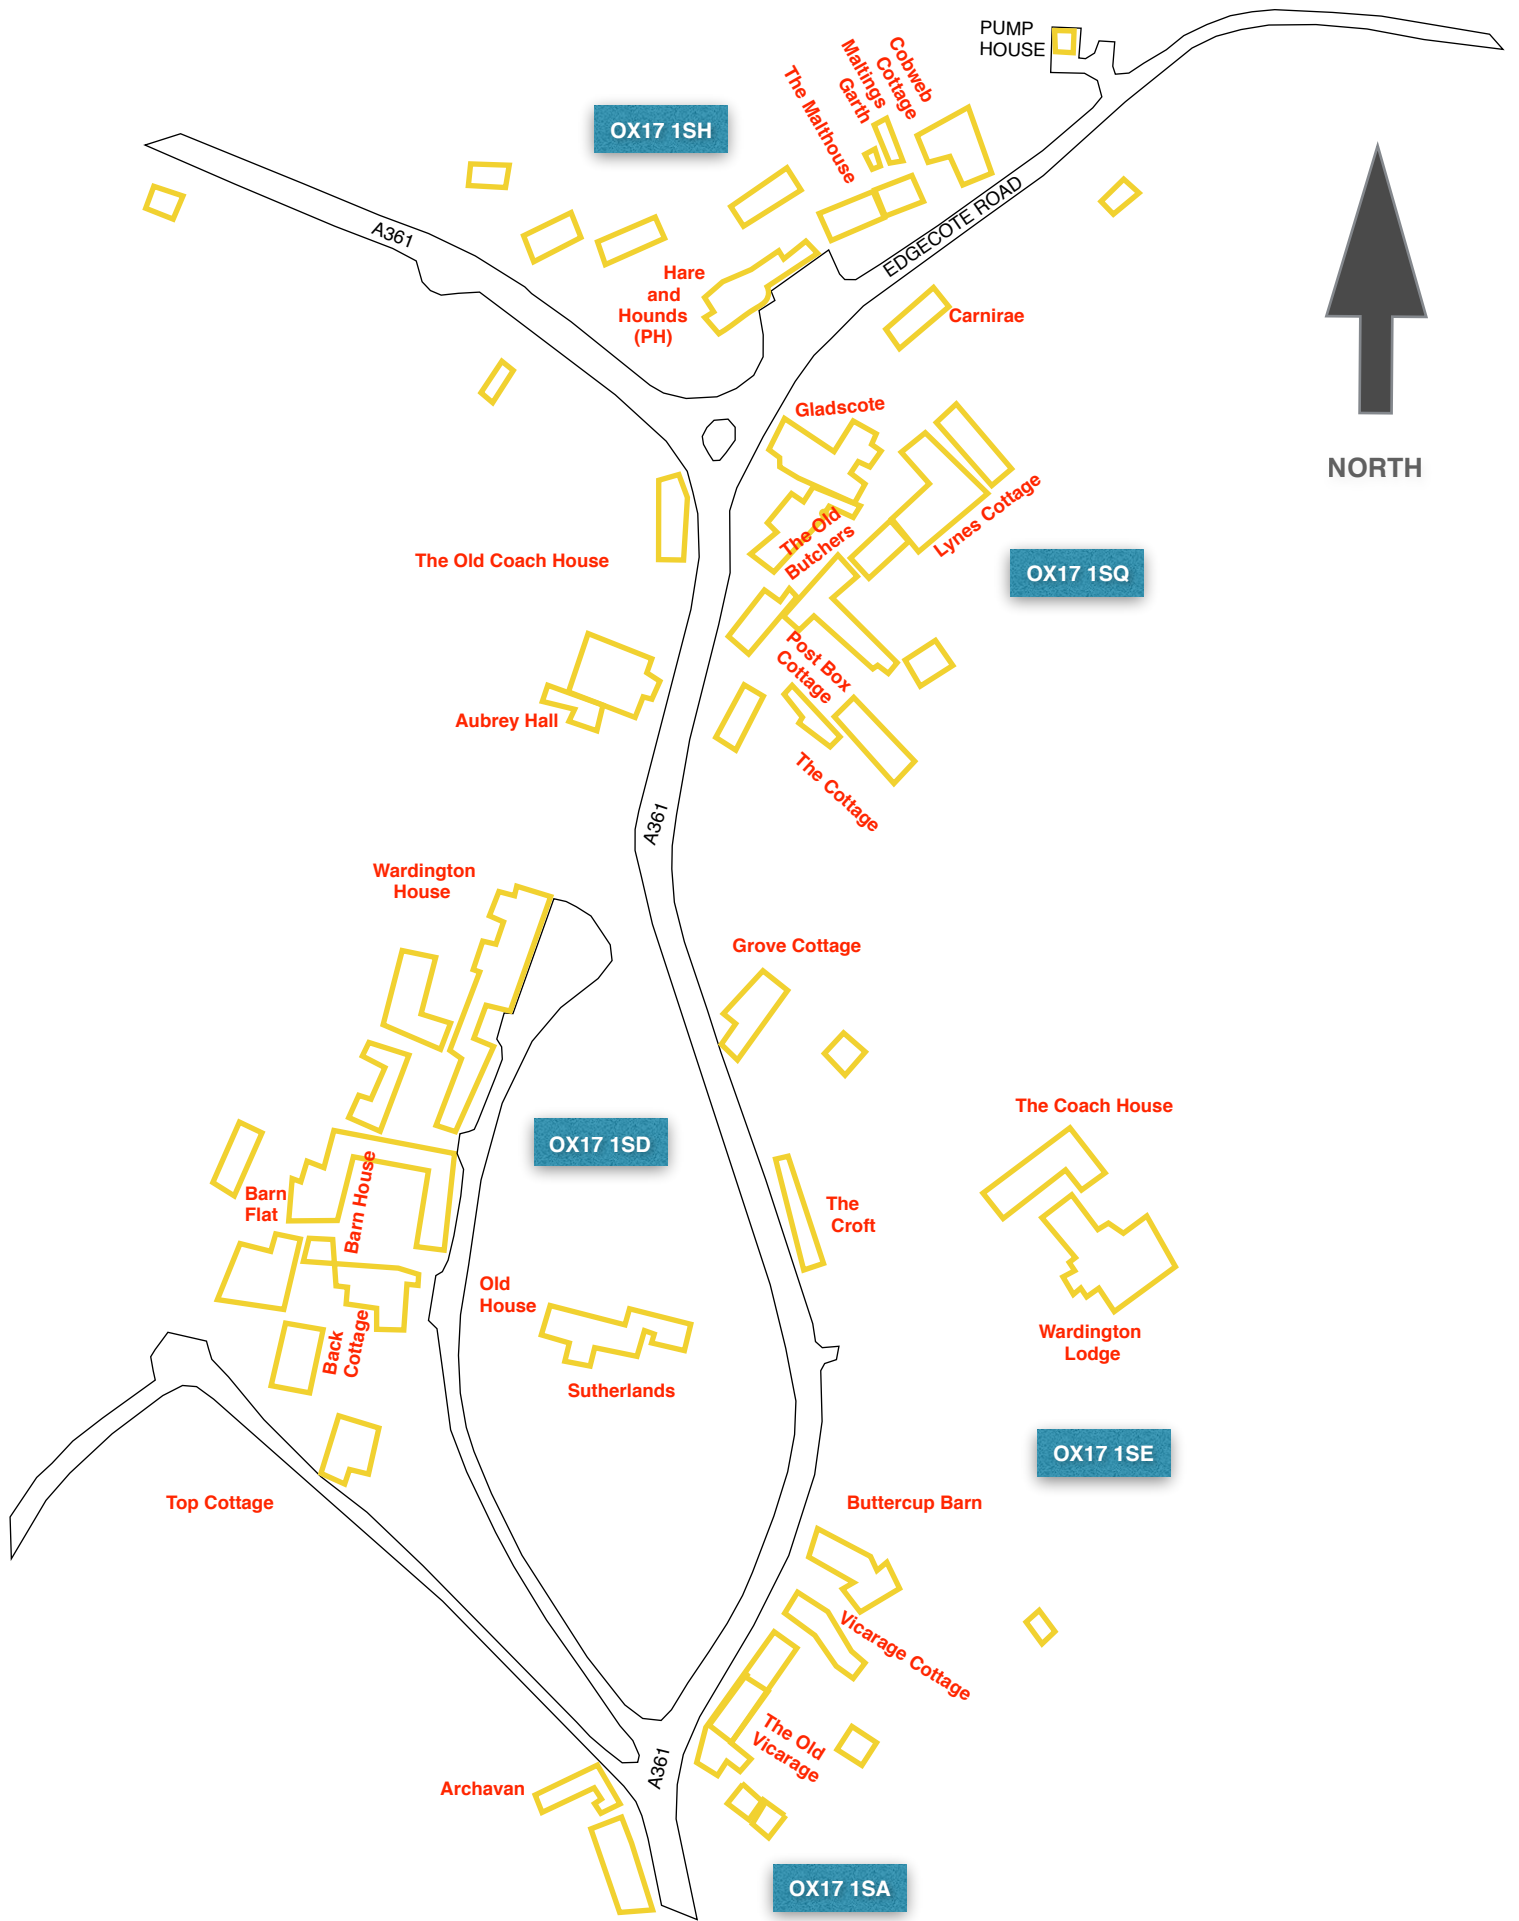 PUMP
HOUSE
Cobweb
Cottage
Maltings
Garth
The Malthouse
OX17 1SH
A361
EDGECOTE ROAD
Hare
and
Hounds
(PH)
Carnirae
Gladscote
NORTH
Lynes Cottage
The Old
Butchers
The Old Coach House
OX17 1SQ
Post Box
Cottage
Aubrey Hall
The Cottage
A361
Wardington
House
Grove Cottage
The Coach House
OX17 1SD
Barn
Flat
Barn House
The
Croft
Old
House
Wardington
Lodge
Back
Cottage
Sutherlands
OX17 1SE
Top Cottage
Buttercup Barn
Vicarage Cottage
The Old
Vicarage
A361
Archavan
OX17 1SA